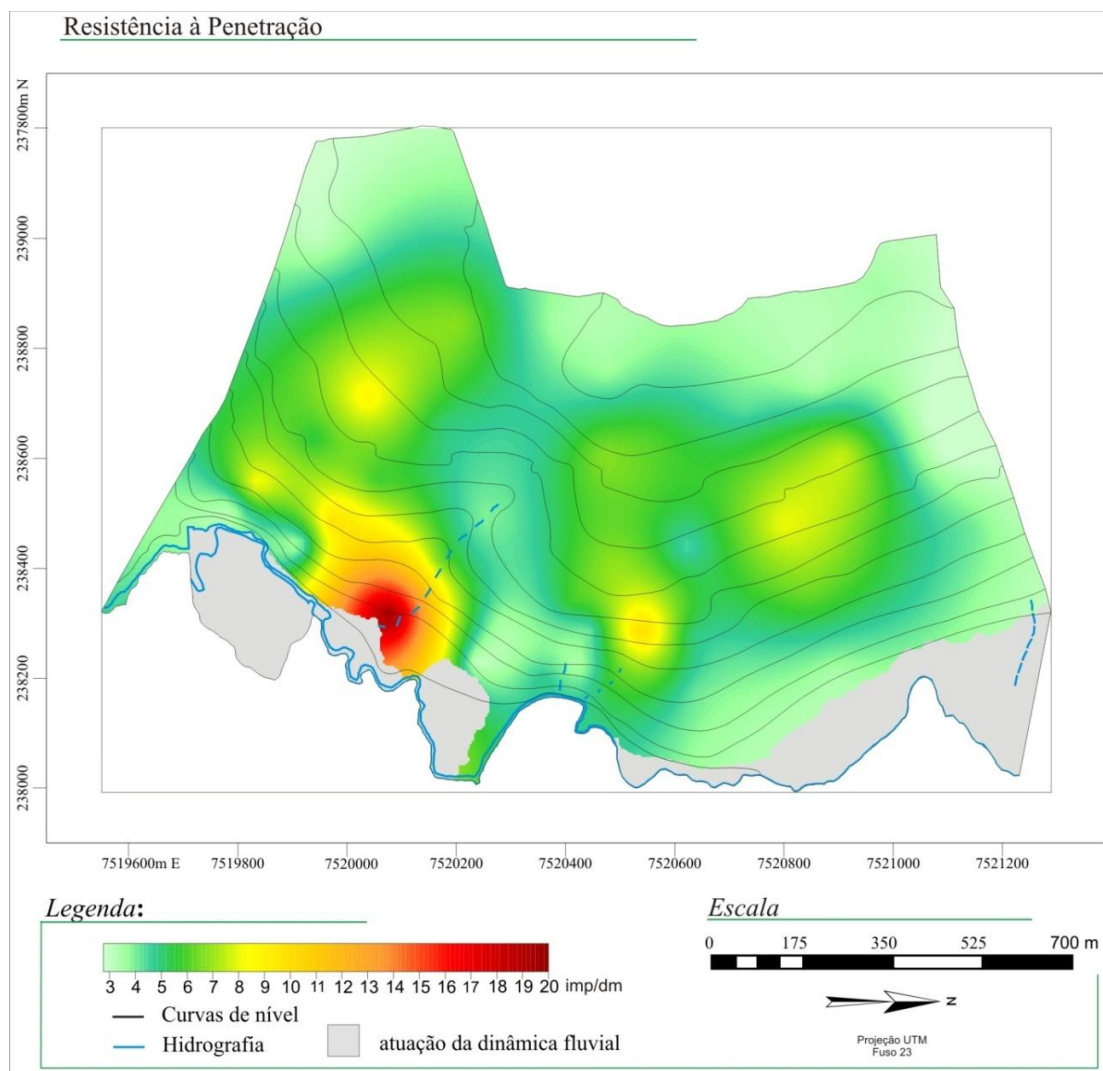 Resistência à Penetração
237800m N
239000
238800
238600
238400
238200
238000
7519600m E 7519800 7520000 7520200 7520400 7520600 7520800 7521000 7521200
Legenda:
3 4 5 6 7 8 9 10 11 12 13 14 15 16 17 18 19 20 imp/dm
Curvas de nível
Hidrografia
atuação da dinâmica fluvial
Escala
0 175 350 525 700 m
N
Projeção UTM
Fuso 23